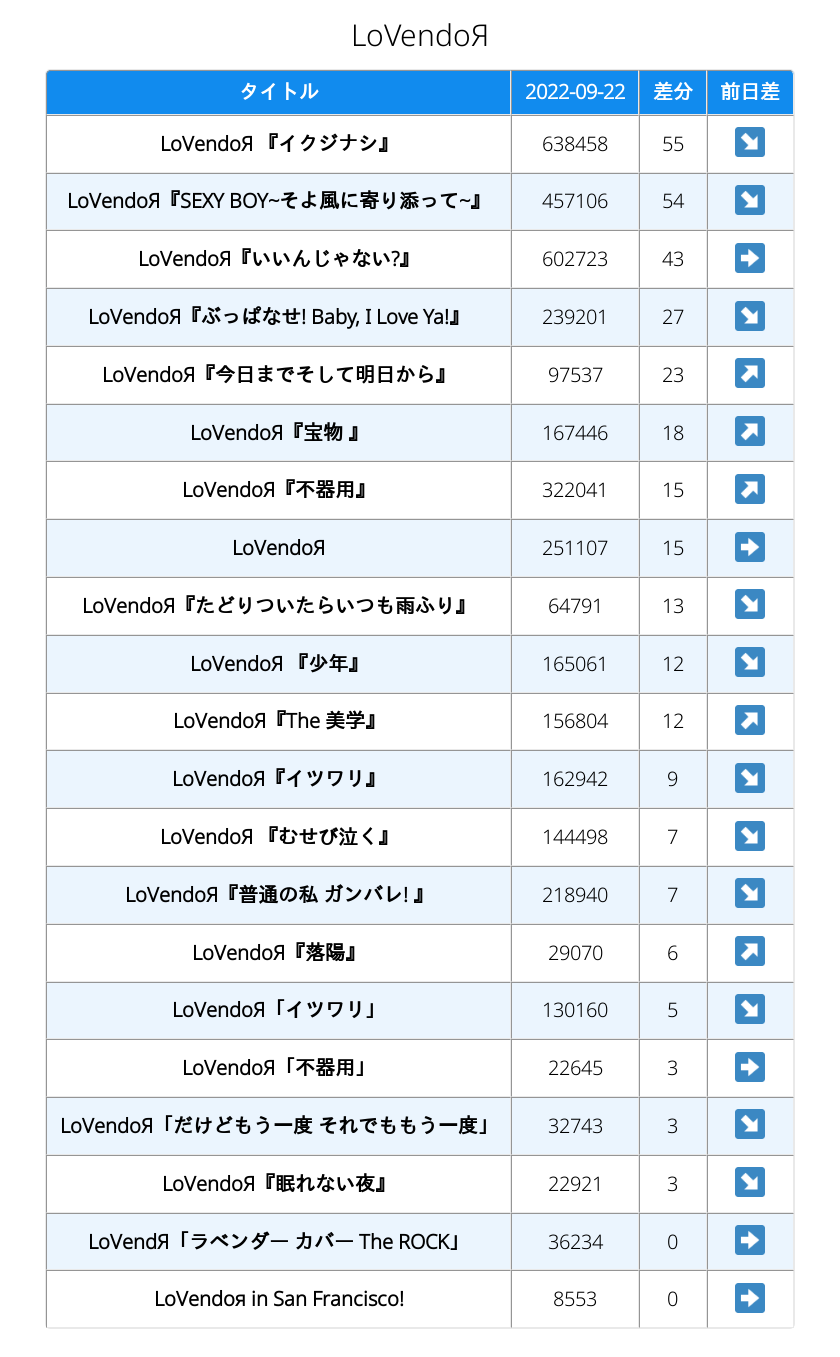 LoVendoЯ
タイトル 2022-09-22 差分 前日差
LoVendoЯ 『イクジナシ』 638458 55 ↘
LoVendoЯ『SEXY BOY~そよ風に寄り添って~』 457106 54 ↘
LoVendoЯ『いいんじゃない?』 602723 43 ➡
LoVendoЯ『ぶっぱなせ! Baby, I Love Ya!』 239201 27 ↘
LoVendoЯ『今日までそして明日から』 97537 23 ↗
LoVendoЯ『宝物 』 167446 18 ↗
LoVendoЯ『不器用』 322041 15 ↗
LoVendoЯ 251107 15 ➡
LoVendoЯ『たどりついたらいつも雨ふり』 64791 13 ↘
LoVendoЯ 『少年』 165061 12 ↘
LoVendoЯ『The 美学』 156804 12 ↗
LoVendoЯ『イツワリ』 162942 9 ↘
LoVendoЯ 『むせび泣く』 144498 7 ↘
LoVendoЯ『普通の私 ガンバレ! 』 218940 7 ↘
LoVendoЯ『落陽』 29070 6 ↗
LoVendoЯ「イツワリ」 130160 5 ↘
LoVendoЯ「不器用」 22645 3 ➡
LoVendoЯ「だけどもう一度 それでももう一度」 32743 3 ↘
LoVendoЯ『眠れない夜』 22921 3 ↘
LoVendЯ「ラベンダー カバー The ROCK」 36234 0 ➡
LoVendoя in San Francisco! 8553 0 ➡